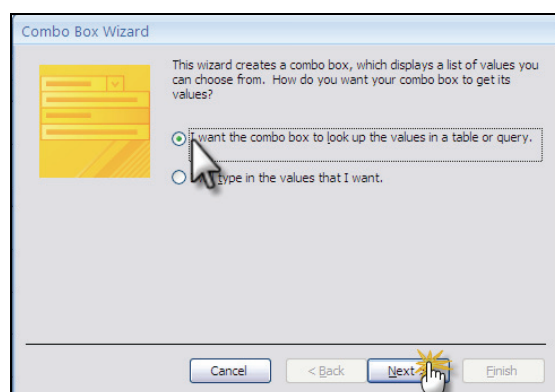 Combo Box Wizard
This wizard creates a combo box, which displays a list of values you
can choose from. How do you want your combo box to get its
values?
I want the combo box to look up the values in a table or query.
type in the values that I want.
Cancel
< Back
Next
Finish